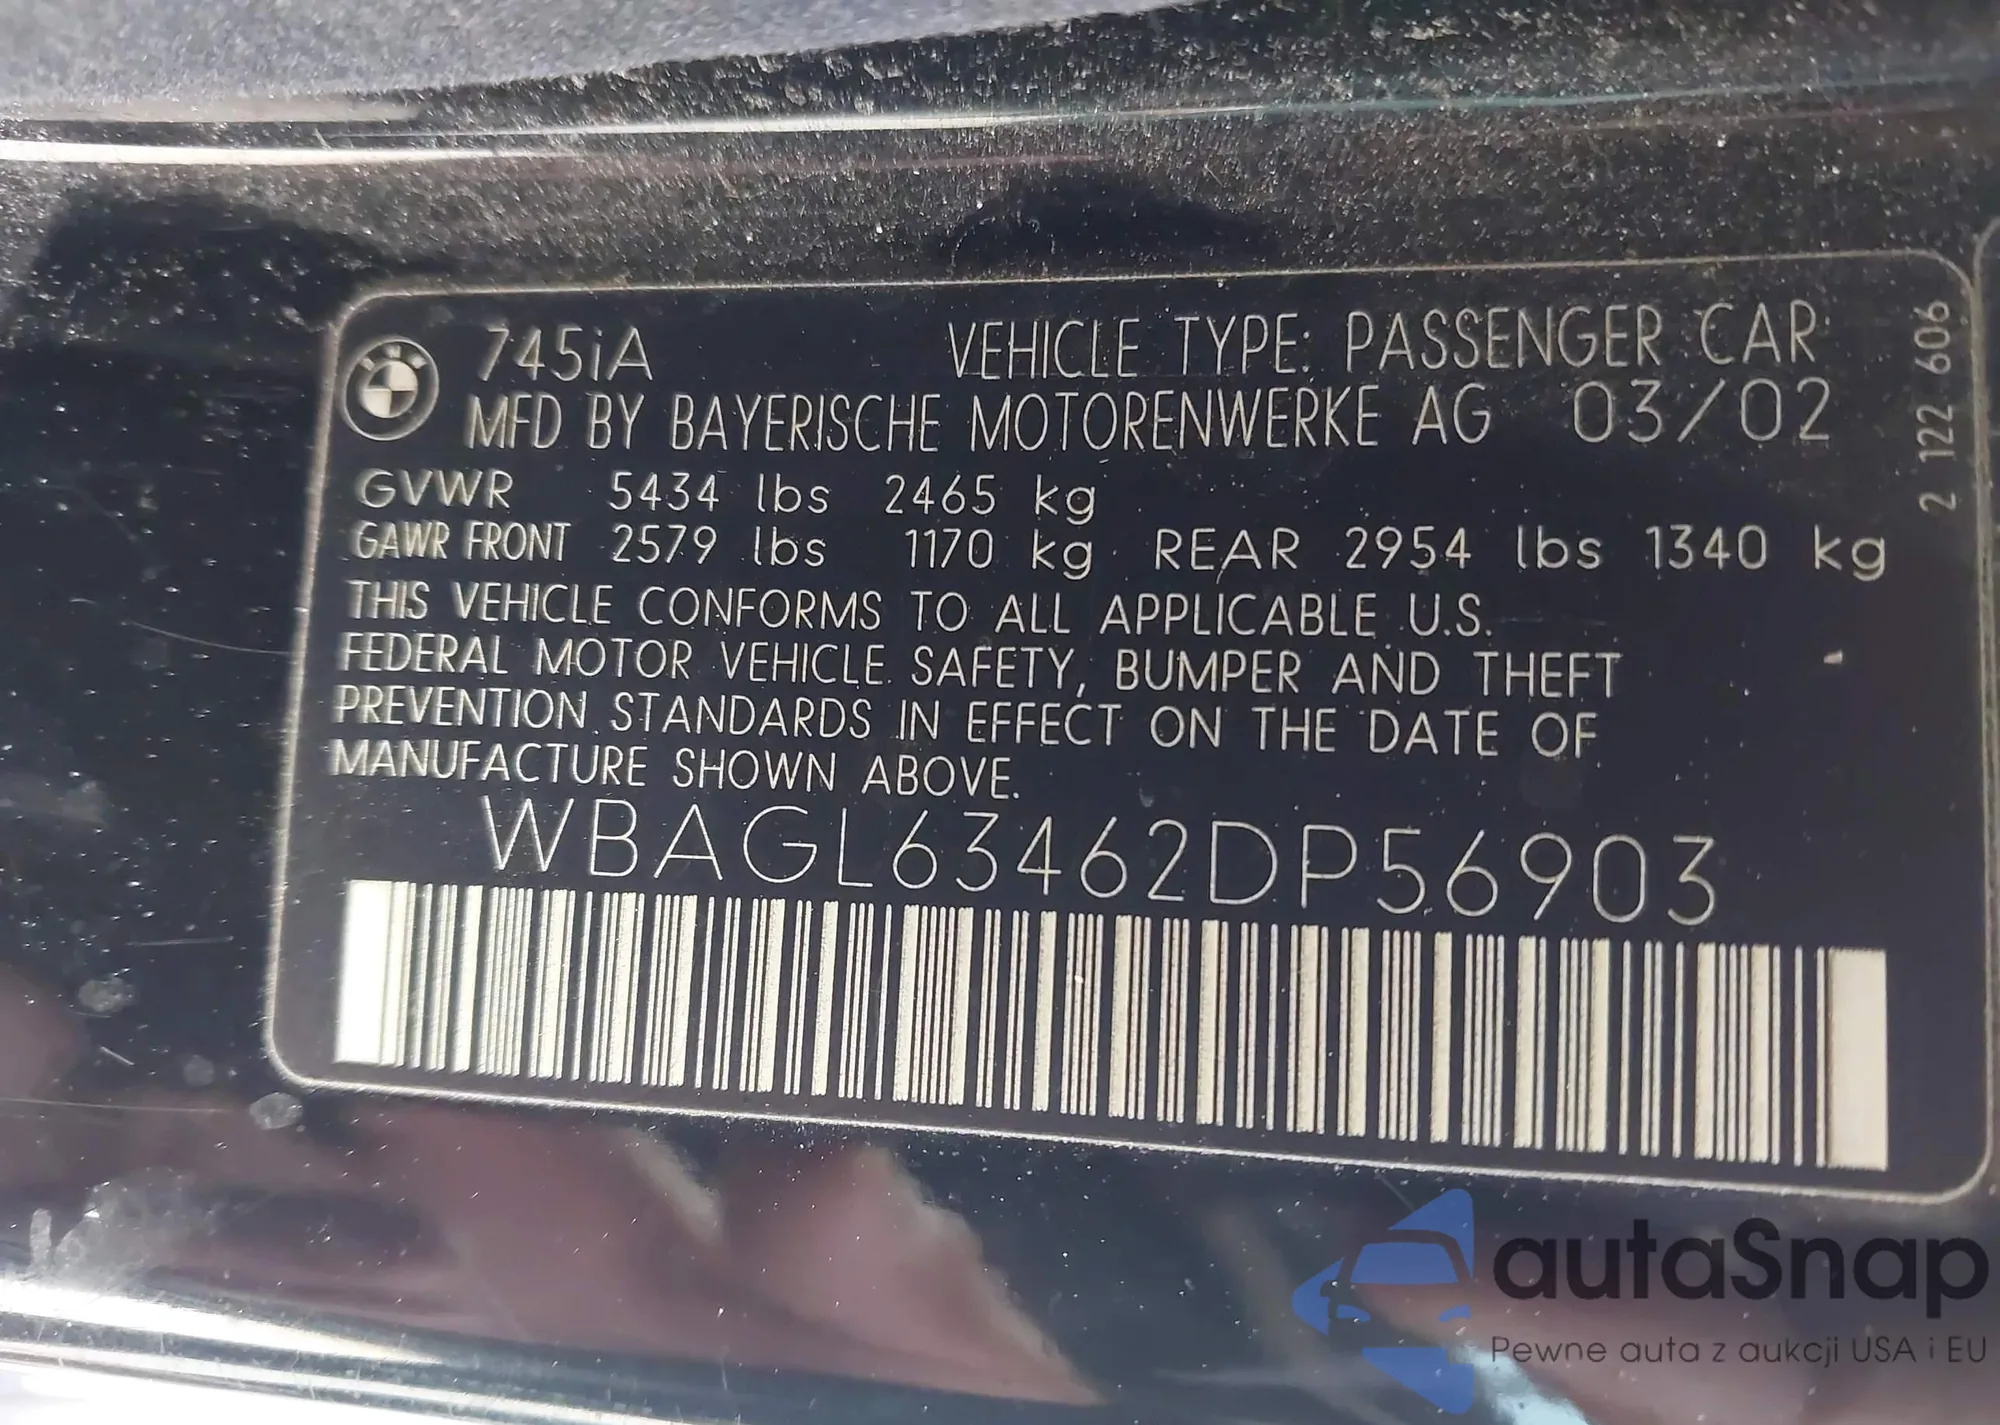 745iA VEHICLE TYPE: PASSENGER CAR
MFD BY BAYERISCHE MOTORENWERKE AG 03/02
GVWR 5434 lbs 2465 kg
GAWR FRONT 2579 lbs 1170 kg REAR 2954 lbs 1340 kg
THIS VEHICLE CONFORMS TO ALL APPLICABLE U.S.
FEDERAL MOTOR VEHICLE SAFETY, BUMPER AND THEFT
PREVENTION STANDARDS IN EFFECT ON THE DATE OF
MANUFACTURE SHOWN ABOVE.
WBAGL63462DP56903
2 122 606
autaSnap
Pewne auta z aukcji USA i EU